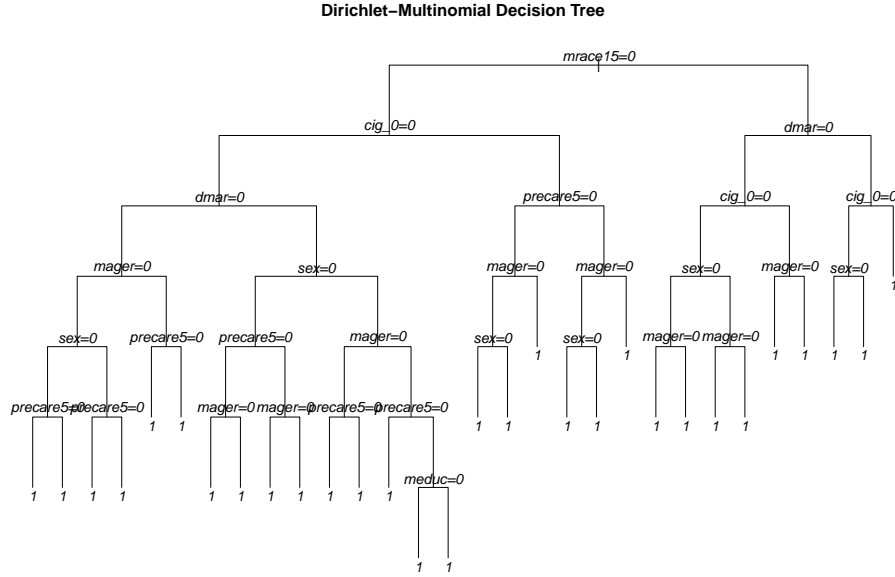 Dirichlet−Multinomial Decision Tree
mrace15=0
cig_0=0 dmar=0
dmar=0 precare5=0 cig_0=0 cig_0=0
mager=0 sex=0 mager=0 mager=0 sex=0 mager=0 sex=0
1
sex=0 precare5=0 precare5=0 mager=0 sex=0 sex=0 mager=0 mager=0
1 1 1 1 1 1
precare5=0 precare5=0 mager=0 mager=0 precare5=0 precare5=0
1 1 1 1 1 1 1 1 1 1
meduc=0
1 1 1 1 1 1 1 1 1 1 1
1 1